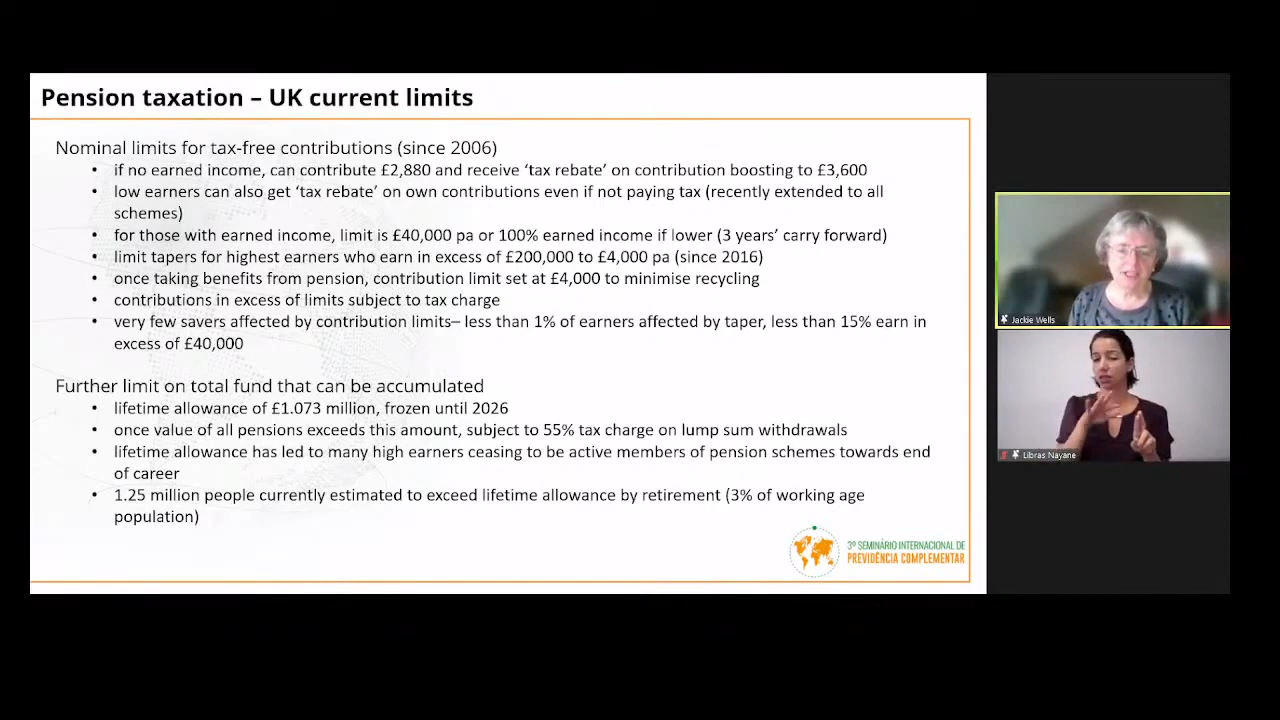 Pension taxation – UK current limits
Nominal limits for tax-free contributions (since 2006)
• if no earned income, can contribute £2,880 and receive ‘tax rebate’ on contribution boosting to £3,600
• low earners can also get ‘tax rebate’ on own contributions even if not paying tax (recently extended to all
schemes)
• for those with earned income, limit is £40,000 pa or 100% earned income if lower (3 years’ carry forward)
• limit tapers for highest earners who earn in excess of £200,000 to £4,000 pa (since 2016)
• once taking benefits from pension, contribution limit set at £4,000 to minimise recycling
• contributions in excess of limits subject to tax charge
• very few savers affected by contribution limits– less than 1% of earners affected by taper, less than 15% earn in
excess of £40,000
Further limit on total fund that can be accumulated
• lifetime allowance of £1.073 million, frozen until 2026
• once value of all pensions exceeds this amount, subject to 55% tax charge on lump sum withdrawals
• lifetime allowance has led to many high earners ceasing to be active members of pension schemes towards end
of career
• 1.25 million people currently estimated to exceed lifetime allowance by retirement (3% of working age
population)
3º SEMINÁRIO INTERNACIONAL DE
PREVIDÊNCIA COMPLEMENTAR
Jackie Wells
Libras Nayane